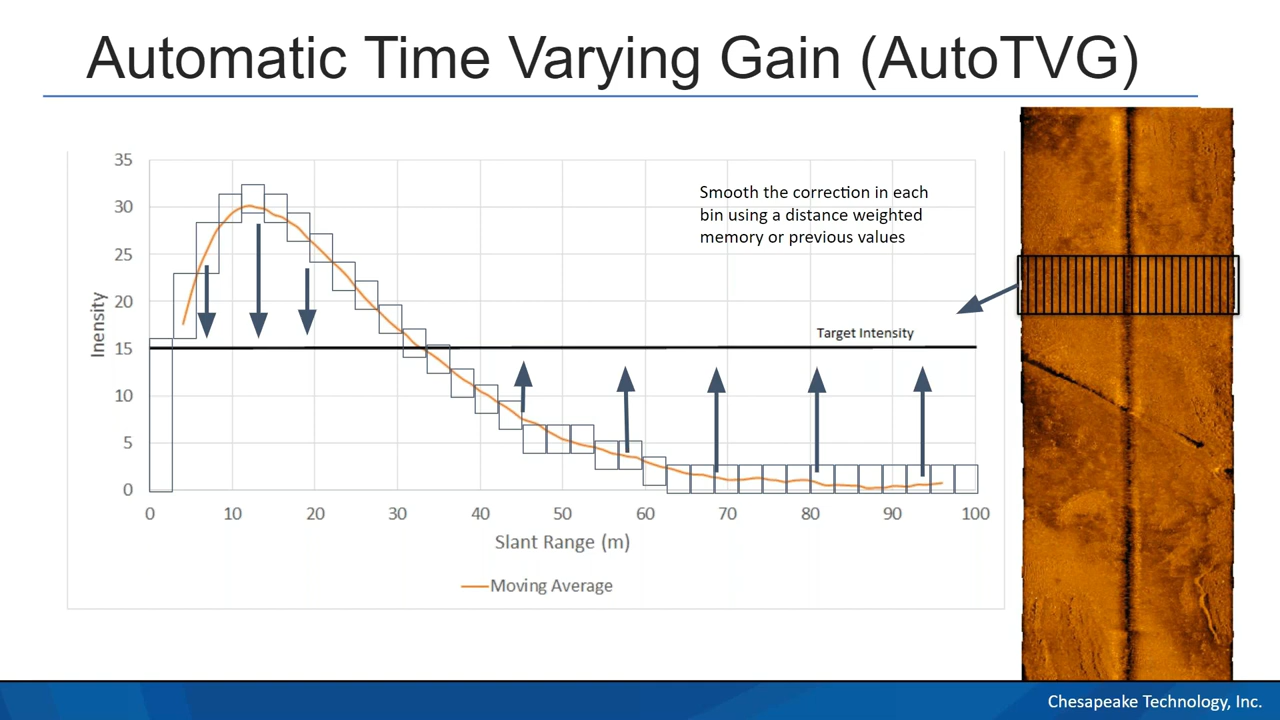 Automatic Time Varying Gain (AutoTVG)
35
30
25
20
15
10
5
0
Inensity
Smooth the correction in each
bin using a distance weighted
memory or previous values
Target Intensity
0 10 20 30 40 50 60 70 80 90 100
Slant Range (m)
Moving Average
Chesapeake Technology, Inc.